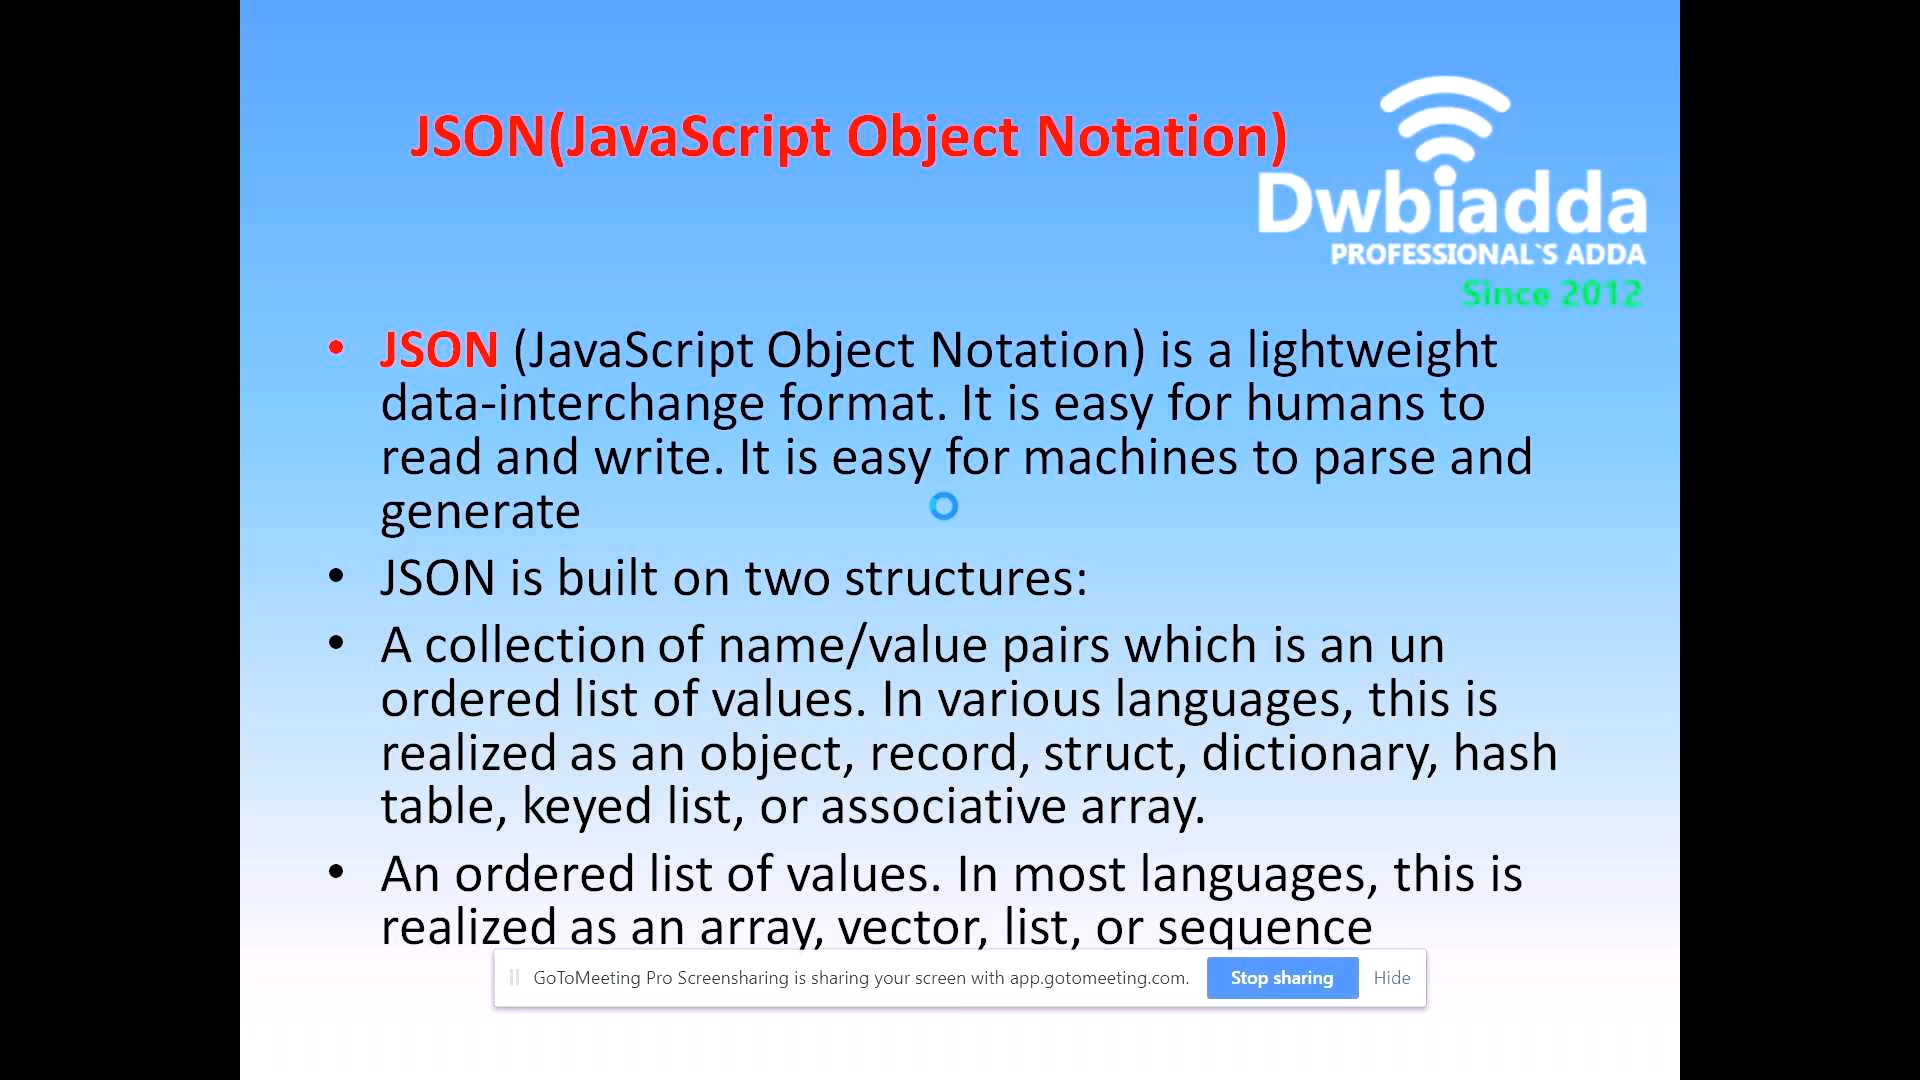 JSON(JavaScript Object Notation)
Dwbiadda
PROFESSIONAL`S ADDA
Since 2012
• JSON (JavaScript Object Notation) is a lightweight
data-interchange format. It is easy for humans to
read and write. It is easy for machines to parse and
generate
• JSON is built on two structures:
• A collection of name/value pairs which is an un
ordered list of values. In various languages, this is
realized as an object, record, struct, dictionary, hash
table, keyed list, or associative array.
• An ordered list of values. In most languages, this is
realized as an array, vector, list, or sequence
GoToMeeting Pro Screensharing is sharing your screen with app.gotomeeting.com. Stop sharing Hide